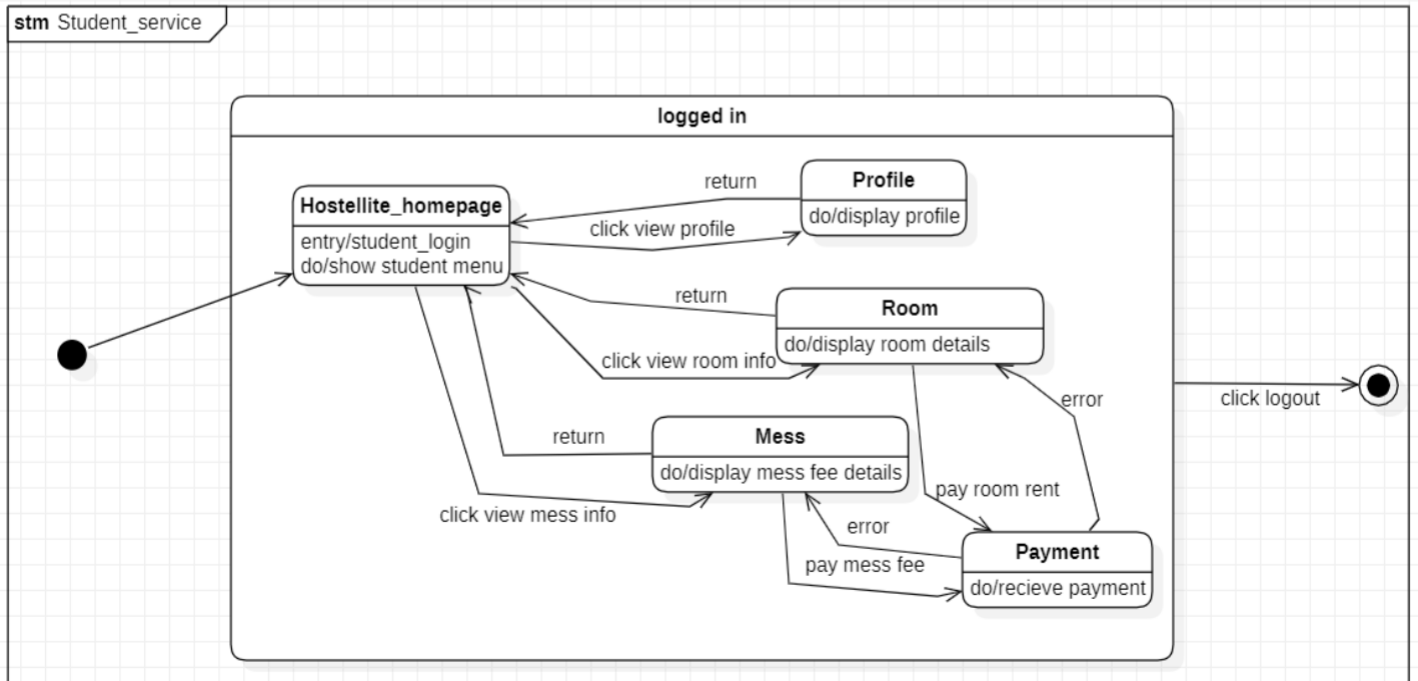 stm Student_service
logged in
Profile
do/display profile
return
click view profile
Hostellite_homepage
entry/student_login
do/show student menu
return
Room
do/display room details
click view room info
error
click logout
Mess
do/display mess fee details
return
click view mess info
pay room rent
error
pay mess fee
Payment
do/recieve payment